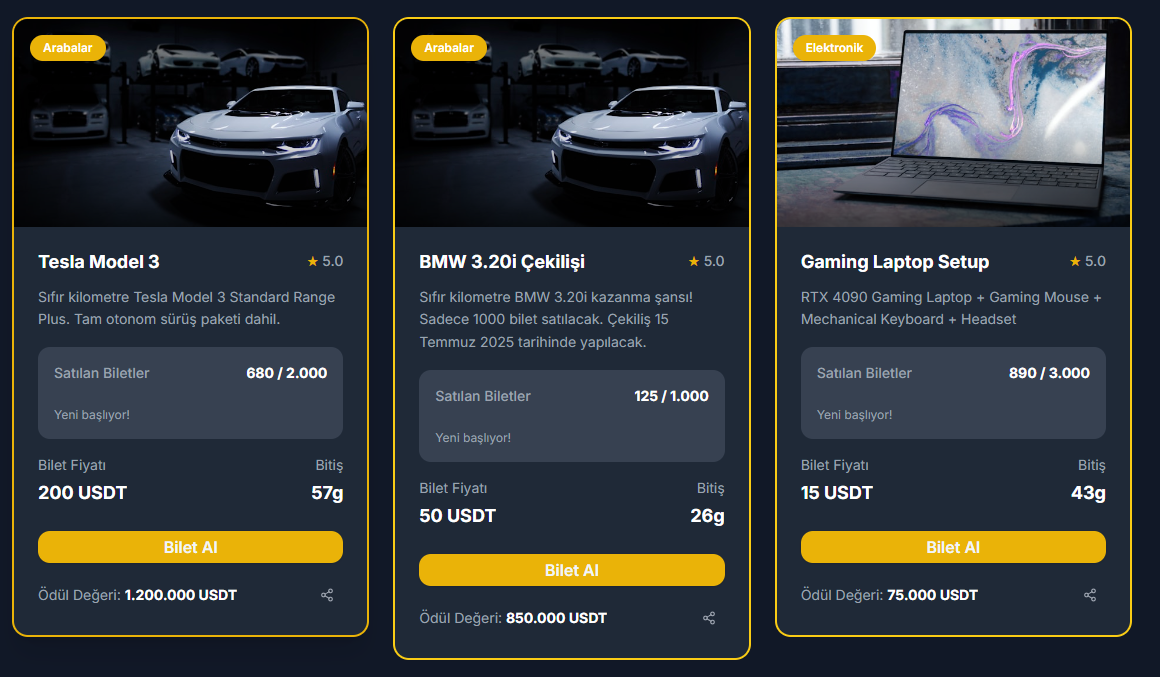 Arabalar
Tesla Model 3
★ 5.0
Sıfır kilometre Tesla Model 3 Standard Range
Plus. Tam otonom sürüş paketi dahil.
Satılan Biletler
680 / 2.000
Yeni başlıyor!
Bilet Fiyatı
Bitiş
200 USDT
57g
Bilet Al
Ödül Değeri: 1.200.000 USDT
Arabalar
BMW 3.20i Çekilişi
★ 5.0
Sıfır kilometre BMW 3.20i kazanma şansı!
Sadece 1000 bilet satılacak. Çekiliş 15
Temmuz 2025 tarihinde yapılacak.
Satılan Biletler
125 / 1.000
Yeni başlıyor!
Bilet Fiyatı
Bitiş
50 USDT
26g
Bilet Al
Ödül Değeri: 850.000 USDT
Elektronik
Gaming Laptop Setup
★ 5.0
RTX 4090 Gaming Laptop + Gaming Mouse +
Mechanical Keyboard + Headset
Satılan Biletler
890 / 3.000
Yeni başlıyor!
Bilet Fiyatı
Bitiş
15 USDT
43g
Bilet Al
Ödül Değeri: 75.000 USDT